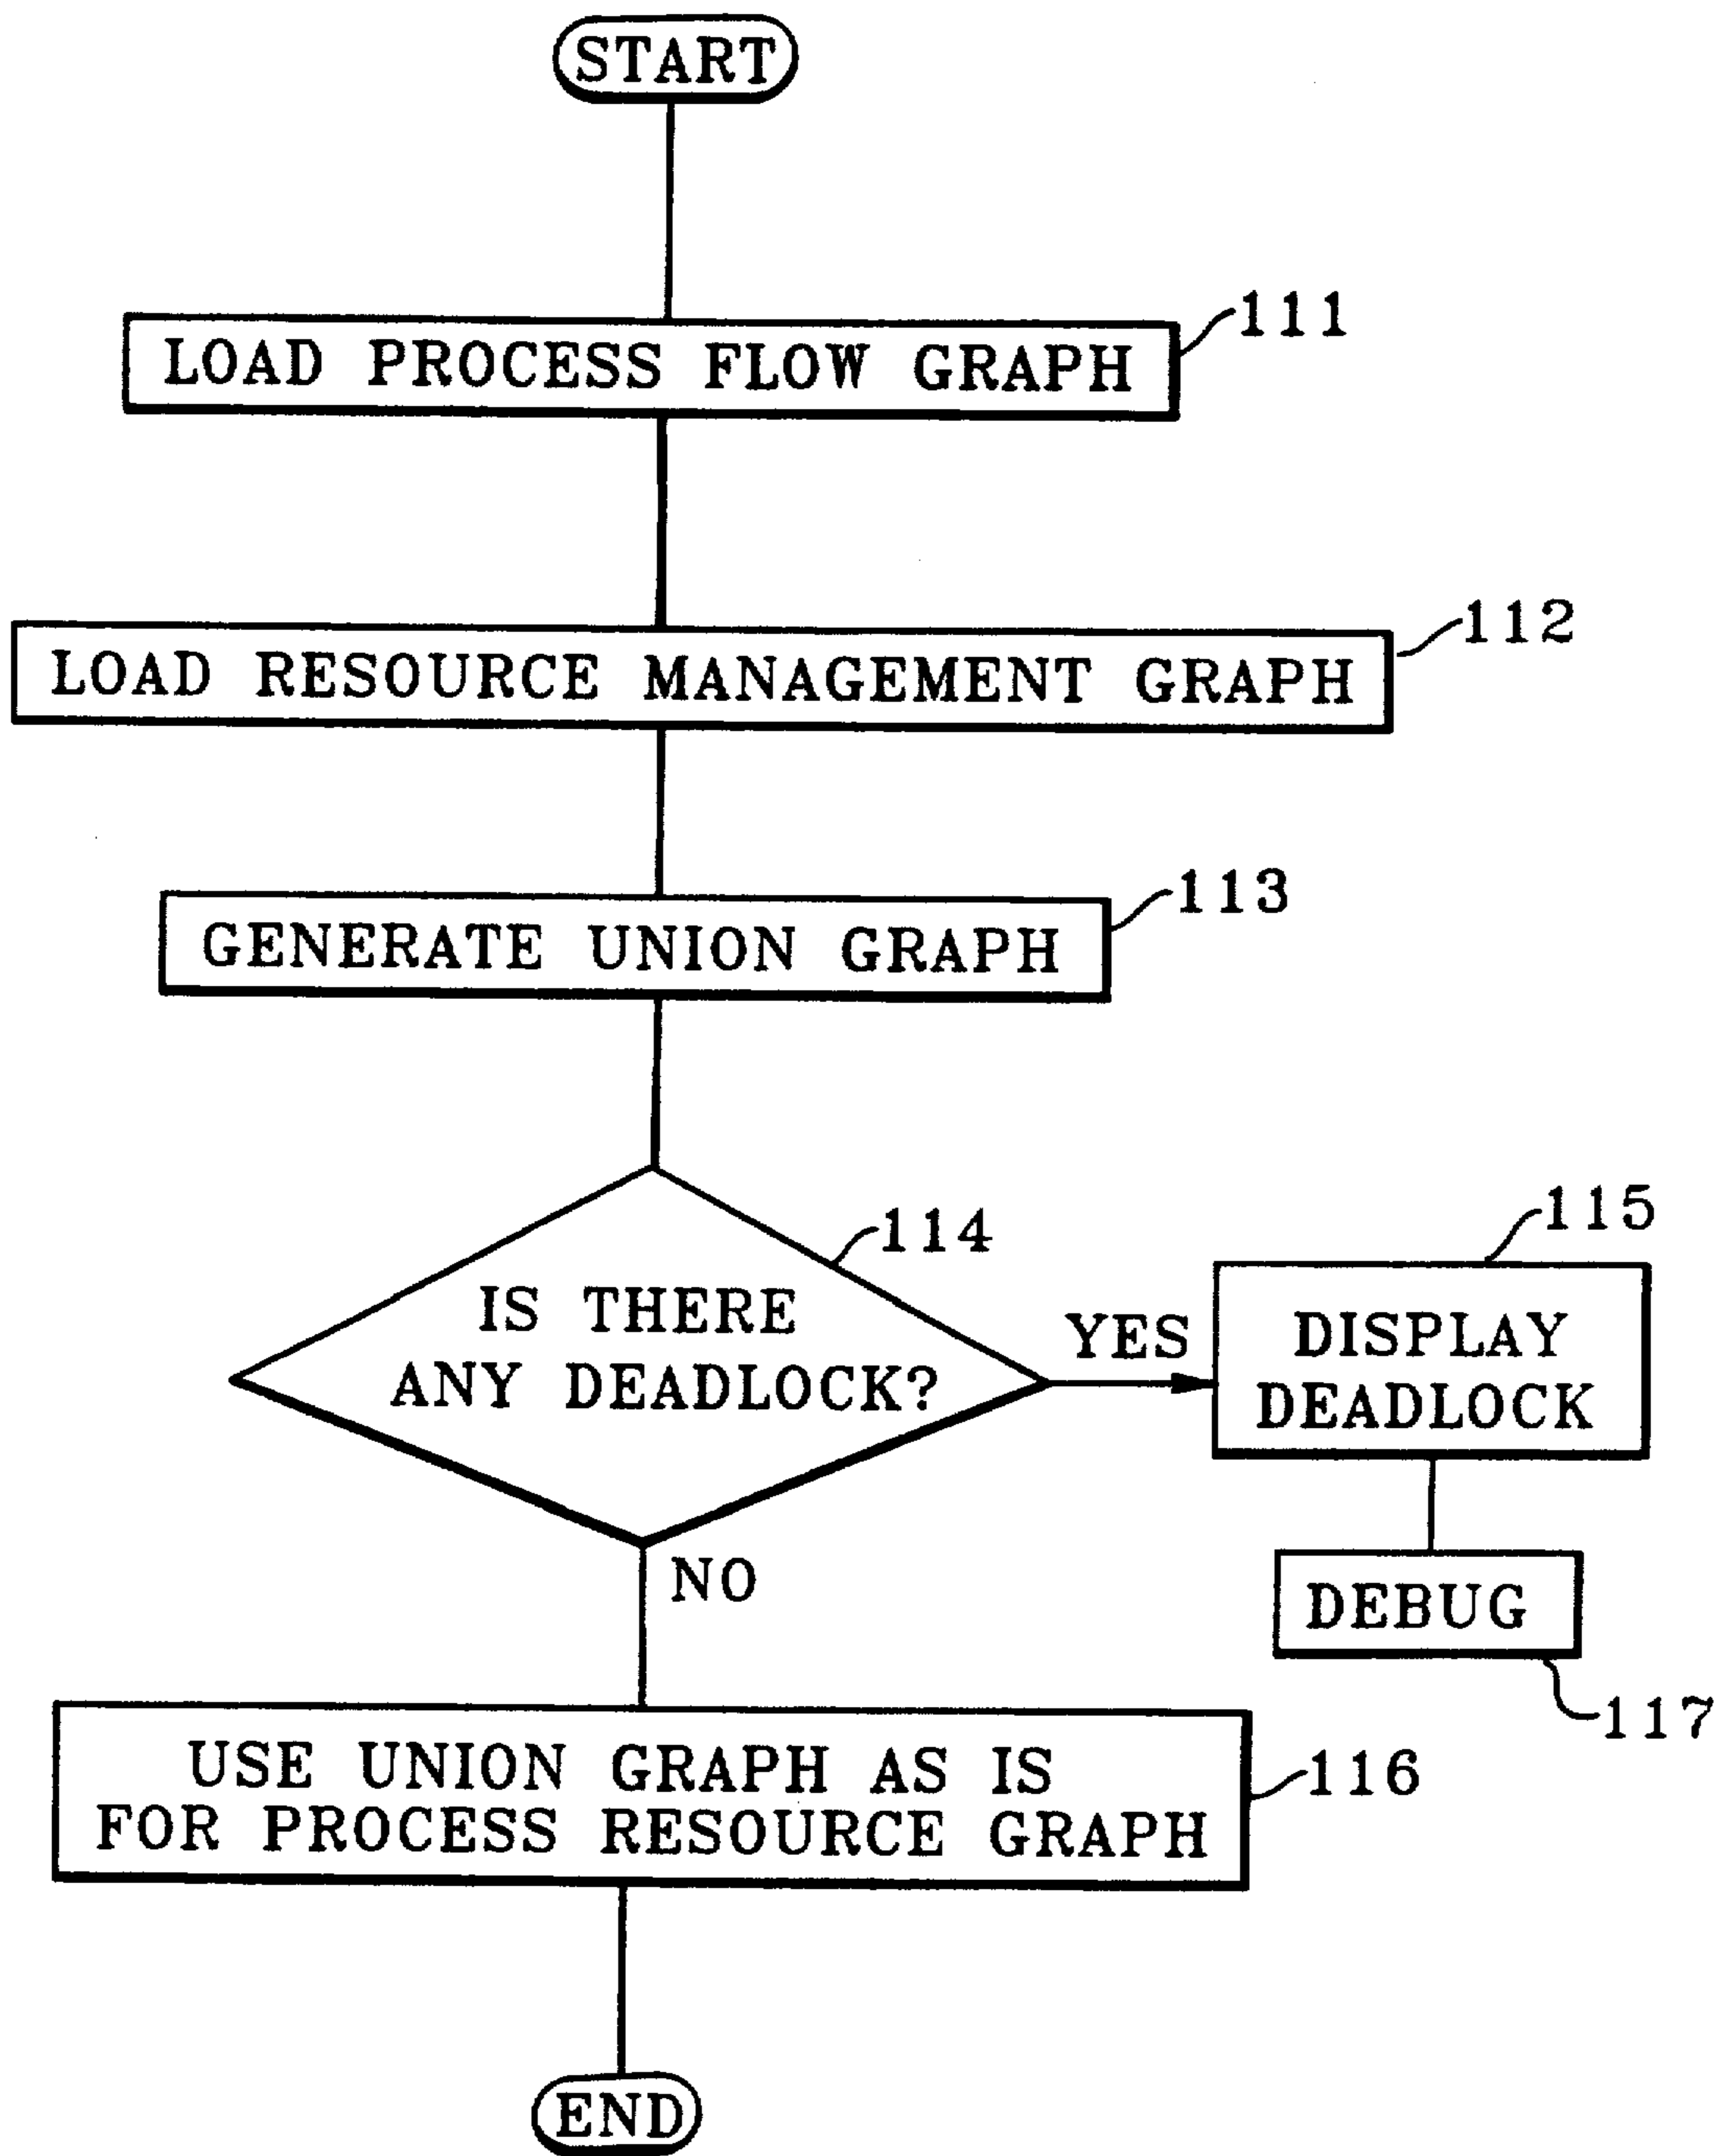 START
LOAD PROCESS FLOW GRAPH
111
LOAD RESOURCE MANAGEMENT GRAPH
112
GENERATE UNION GRAPH
113
114
IS THERE
ANY DEADLOCK?
YES
115
DISPLAY
DEADLOCK
NO
DEBUG
117
USE UNION GRAPH AS IS
FOR PROCESS RESOURCE GRAPH
116
END